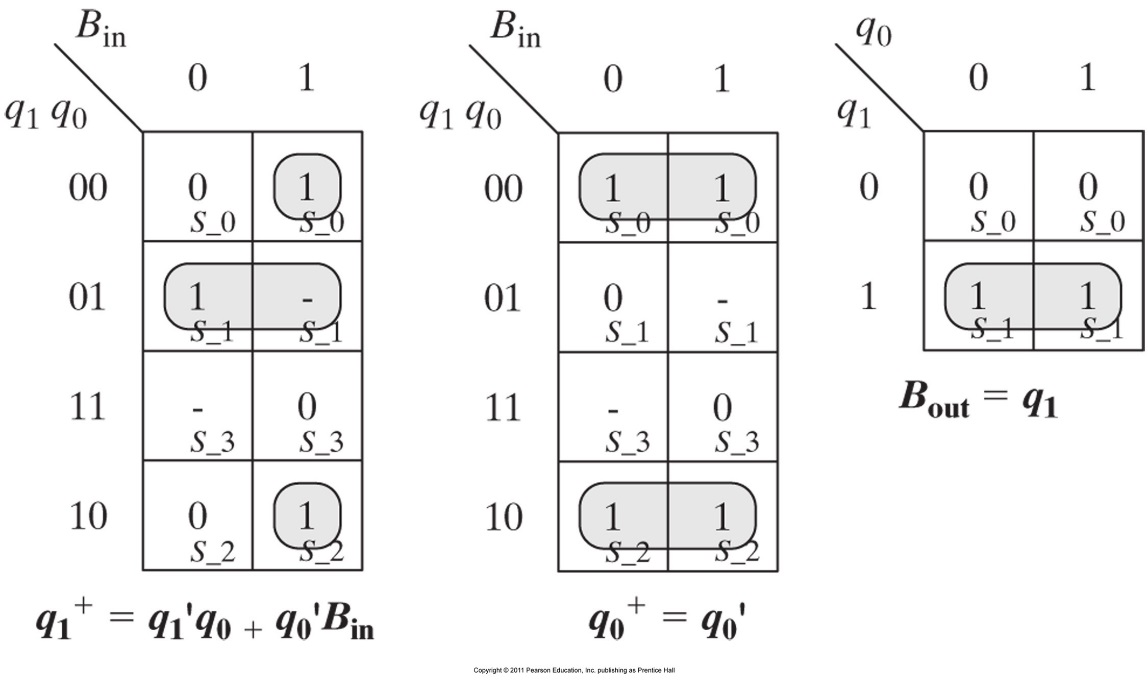 B_in B_in q_0
0 1 0 1 0 1
q_1 q_0 q_1 q_0 q_1
00 0 1 00 1 1 0 0 0
S_0 S_0 S_0 S_0 S_0 S_0
01 1 - 01 0 - 1 1 1
S_1 S_1 S_1 S_1 S_1 S_1
B_out = q_1
11 - 0 11 - 0
S_3 S_3 S_3 S_3
10 0 1 10 1 1
S_2 S_2 S_2 S_2
q_1^+ = q_1'q_0 + q_0'B_in q_0^+ = q_0'
Copyright © 2011 Pearson Education, Inc. publishing as Prentice Hall